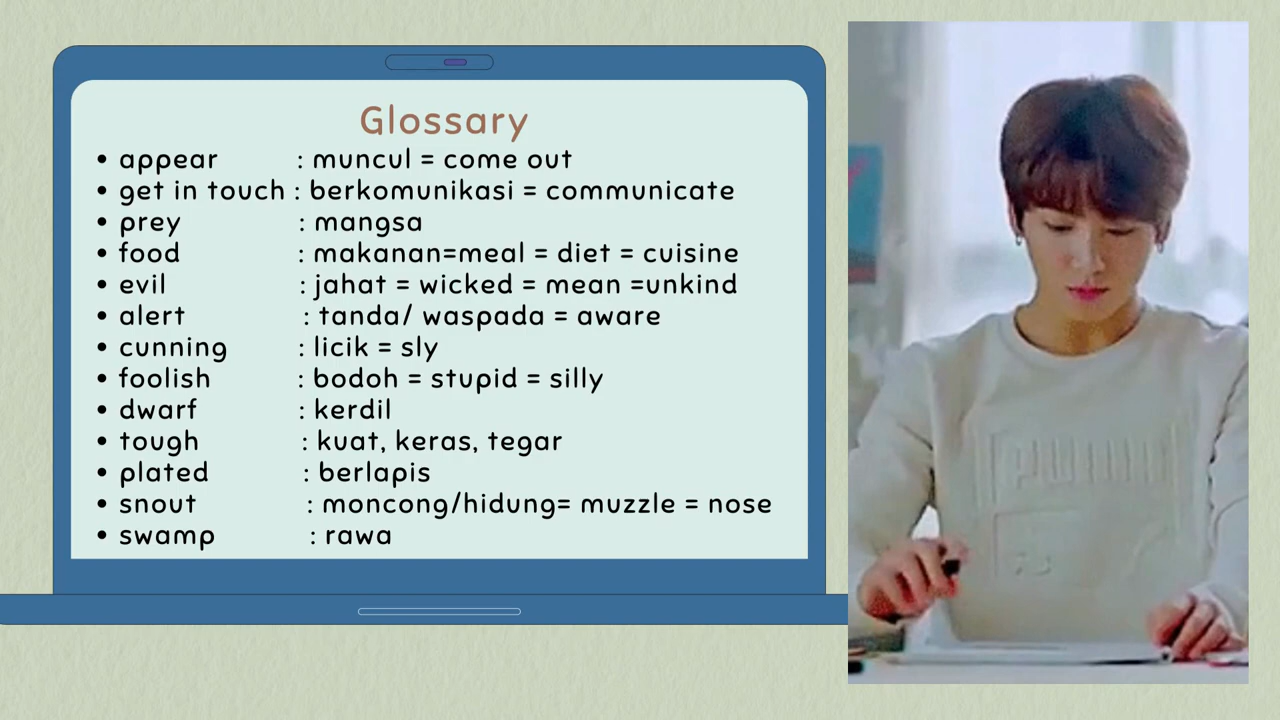 Glossary
• appear : muncul = come out
• get in touch : berkomunikasi = communicate
• prey : mangsa
• food : makanan=meal = diet = cuisine
• evil : jahat = wicked = mean =unkind
• alert : tanda/ waspada = aware
• cunning : licik = sly
• foolish : bodoh = stupid = silly
• dwarf : kerdil
• tough : kuat, keras, tegar
• plated : berlapis
• snout : moncong/hidung= muzzle = nose
• swamp : rawa